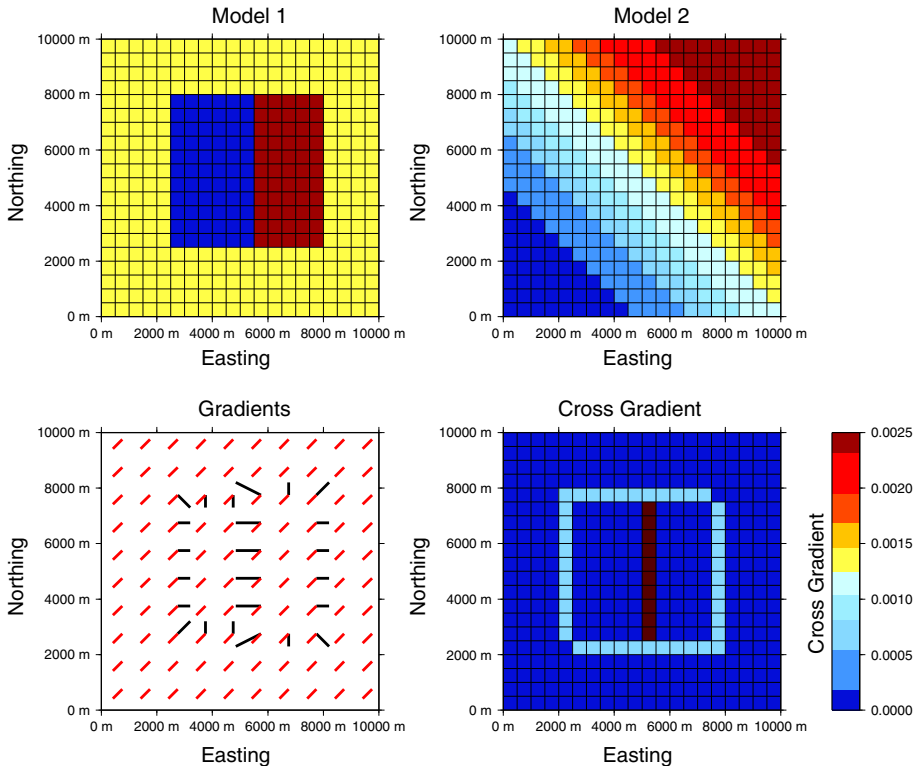 Model 1
10000 m
8000 m
6000 m
4000 m
2000 m
0 m
Northing
0 m 2000 m 4000 m 6000 m 8000 m 10000 m
Easting
Model 2
10000 m
8000 m
6000 m
4000 m
2000 m
0 m
Northing
0 m 2000 m 4000 m 6000 m 8000 m 10000 m
Easting
Gradients
10000 m
8000 m
6000 m
4000 m
2000 m
0 m
Northing
0 m 2000 m 4000 m 6000 m 8000 m 10000 m
Easting
Cross Gradient
10000 m
8000 m
6000 m
4000 m
2000 m
0 m
Northing
0 m 2000 m 4000 m 6000 m 8000 m 10000 m
Easting
Cross Gradient
0.0025
0.0020
0.0015
0.0010
0.0005
0.0000